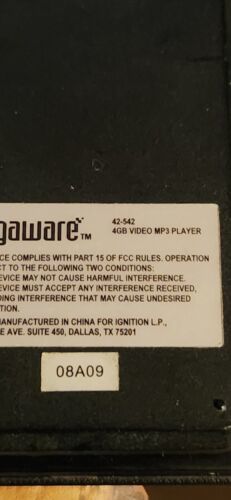 gaware™
42-542
4GB VIDEO MP3 PLAYER
CE COMPLIES WITH PART 15 OF FCC RULES. OPERATION
CT TO THE FOLLOWING TWO CONDITIONS:
EVICE MAY NOT CAUSE HARMFUL INTERFERENCE.
EVICE MUST ACCEPT ANY INTERFERENCE RECEIVED,
DING INTERFERENCE THAT MAY CAUSE UNDESIRED
TION.
ANUFACTURED IN CHINA FOR IGNITION L.P.,
E AVE. SUITE 450, DALLAS, TX 75201
08A09